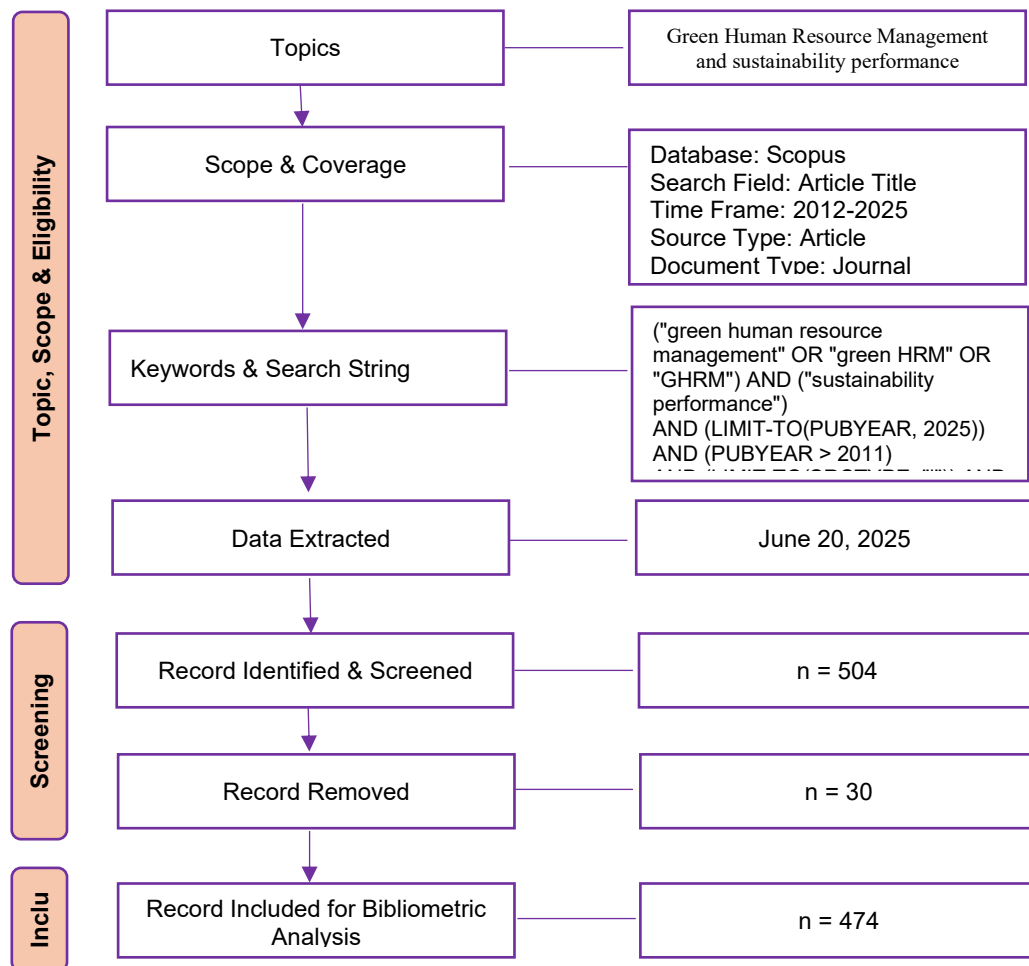 Topic, Scope & Eligibility
Topics
Green Human Resource Management
and sustainability performance
Scope & Coverage
Database: Scopus
Search Field: Article Title
Time Frame: 2012-2025
Source Type: Article
Document Type: Journal
Keywords & Search String
("green human resource
management" OR "green HRM" OR
"GHRM") AND ("sustainability
performance")
AND (LIMIT-TO(PUBYEAR, 2025))
AND (PUBYEAR > 2011)
Data Extracted
June 20, 2025
Screening
Record Identified & Screened
n = 504
Record Removed
n = 30
Inclu
Record Included for Bibliometric
Analysis
n = 474